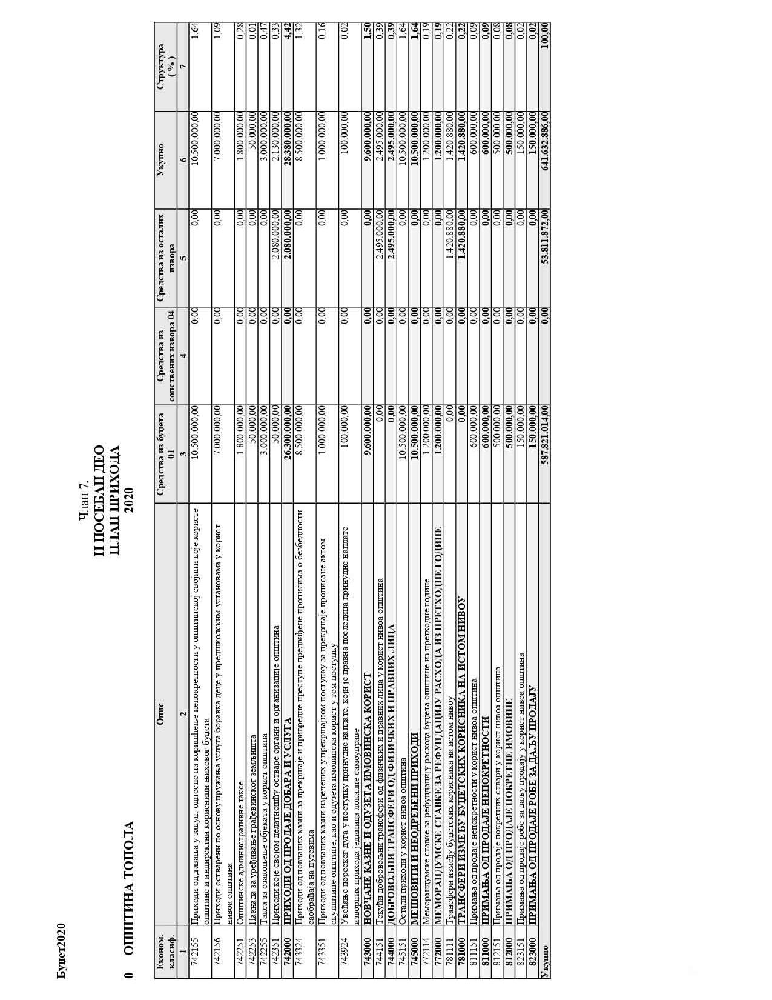 Буџет2020
Члан 7.
II ПОСЕБАН ДЕО
ПЛАН ПРИХОДА
2020
0 ОПШТИНА ТОПОЛА
Економ. класиф. Опис Средства из буџета 01 Средства из сопствених извора 04 Средства из осталих извора Укупно Структура ( % )
1 2 3 4 5 6 7
742155 Приходи од давања у закуп, односно на коришћење непокретности у општинској својини које користе 10.500.000,00 0,00 0,00 10.500.000,00 1,64
општине и индиректни корисници њиховог буџета
742156 Приходи остварени по основу пружања услуга боравка деце у предшколским установама у корист 7.000.000,00 0,00 0,00 7.000.000,00 1,09
нивоа општина
742251 Општинске административне таксе 1.800.000,00 0,00 0,00 1.800.000,00 0,28
742253 Накнада за уређивање грађевинског земљишта 50.000,00 0,00 0,00 50.000,00 0,01
742255 Такса за озакоњење објеката у корист општина 3.000.000,00 0,00 0,00 3.000.000,00 0,47
742351 Приходи које својом делатношћу остваре органи и организације општина 50.000,00 0,00 2.080.000,00 2.130.000,00 0,33
742000 ПРИХОДИ ОД ПРОДАЈЕ ДОБАРА И УСЛУГА 26.300.000,00 0,00 2.080.000,00 28.380.000,00 4,42
743324 Приходи од новчаних казни за прекршаје и привредне преступе предвиђене прописима о безбедности 8.500.000,00 0,00 0,00 8.500.000,00 1,32
саобраћаја на путевима
743351 Приходи од новчаних казни изречених у прекршајном поступку за прекршаје прописане актом 1.000.000,00 0,00 0,00 1.000.000,00 0,16
скупштине општине, као и одузета имовинска корист у том поступку
743924 Увећање пореског дуга у поступку принудне наплате, који је правна последица принудне наплате 100.000,00 0,00 0,00 100.000,00 0,02
изворних прихода јединица локалне самоуправе
743000 НОВЧАНЕ КАЗНЕ И ОДУЗЕТА ИМОВИНСКА КОРИСТ 9.600.000,00 0,00 0,00 9.600.000,00 1,50
744151 Текући добровољни трансфери од физичких и правних лица у корист нивоа општина 0,00 0,00 2.495.000,00 2.495.000,00 0,39
744000 ДОБРОВОЉНИ ТРАНСФЕРИ ОД ФИЗИЧКИХ И ПРАВНИХ ЛИЦА 0,00 0,00 2.495.000,00 2.495.000,00 0,39
745151 Остали приходи у корист нивоа општина 10.500.000,00 0,00 0,00 10.500.000,00 1,64
745000 МЕШОВИТИ И НЕОДРЕЂЕНИ ПРИХОДИ 10.500.000,00 0,00 0,00 10.500.000,00 1,64
772114 Меморандумске ставке за рефундацију расхода буџета општине из претходне године 1.200.000,00 0,00 0,00 1.200.000,00 0,19
772000 МЕМОРАНДУМСКЕ СТАВКЕ ЗА РЕФУНДАЦИЈУ РАСХОДА ИЗ ПРЕТХОДНЕ ГОДИНЕ 1.200.000,00 0,00 0,00 1.200.000,00 0,19
781111 Трансфери између буџетских корисника на истом нивоу 0,00 0,00 1.420.880,00 1.420.880,00 0,22
781000 ТРАНСФЕРИ ИЗМЕЂУ БУЏЕТСКИХ КОРИСНИКА НА ИСТОМ НИВОУ 0,00 0,00 1.420.880,00 1.420.880,00 0,22
811151 Примања од продаје непокретности у корист нивоа општина 600.000,00 0,00 0,00 600.000,00 0,09
811000 ПРИМАЊА ОД ПРОДАЈЕ НЕПОКРЕТНОСТИ 600.000,00 0,00 0,00 600.000,00 0,09
812151 Примања од продаје покретних ствари у корист нивоа општина 500.000,00 0,00 0,00 500.000,00 0,08
812000 ПРИМАЊА ОД ПРОДАЈЕ ПОКРЕТНЕ ИМОВИНЕ 500.000,00 0,00 0,00 500.000,00 0,08
823151 Примања од продаје робе за даљу продају у корист нивоа општина 150.000,00 0,00 0,00 150.000,00 0,02
823000 ПРИМАЊА ОД ПРОДАЈЕ РОБЕ ЗА ДАЉУ ПРОДАЈУ 150.000,00 0,00 0,00 150.000,00 0,02
Укупно 587.821.014,00 0,00 53.811.872,00 641.632.886,00 100,00